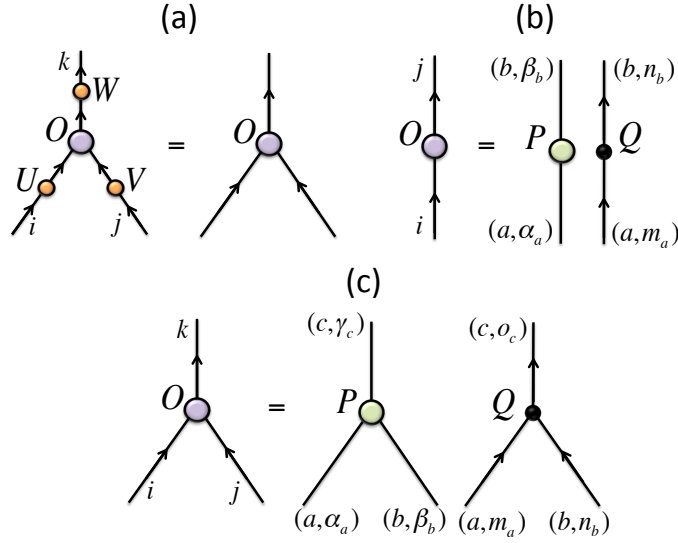 (a)
(b)
k
W
O
U
V
i
j
=
O
j
O
i
=
(b,β_b)
P
(a,α_a)
(b,n_b)
Q
(a,m_a)
(c)
k
O
i
j
=
(c,γ_c)
P
(a,α_a)
(b,β_b)
(c,o_c)
Q
(a,m_a)
(b,n_b)